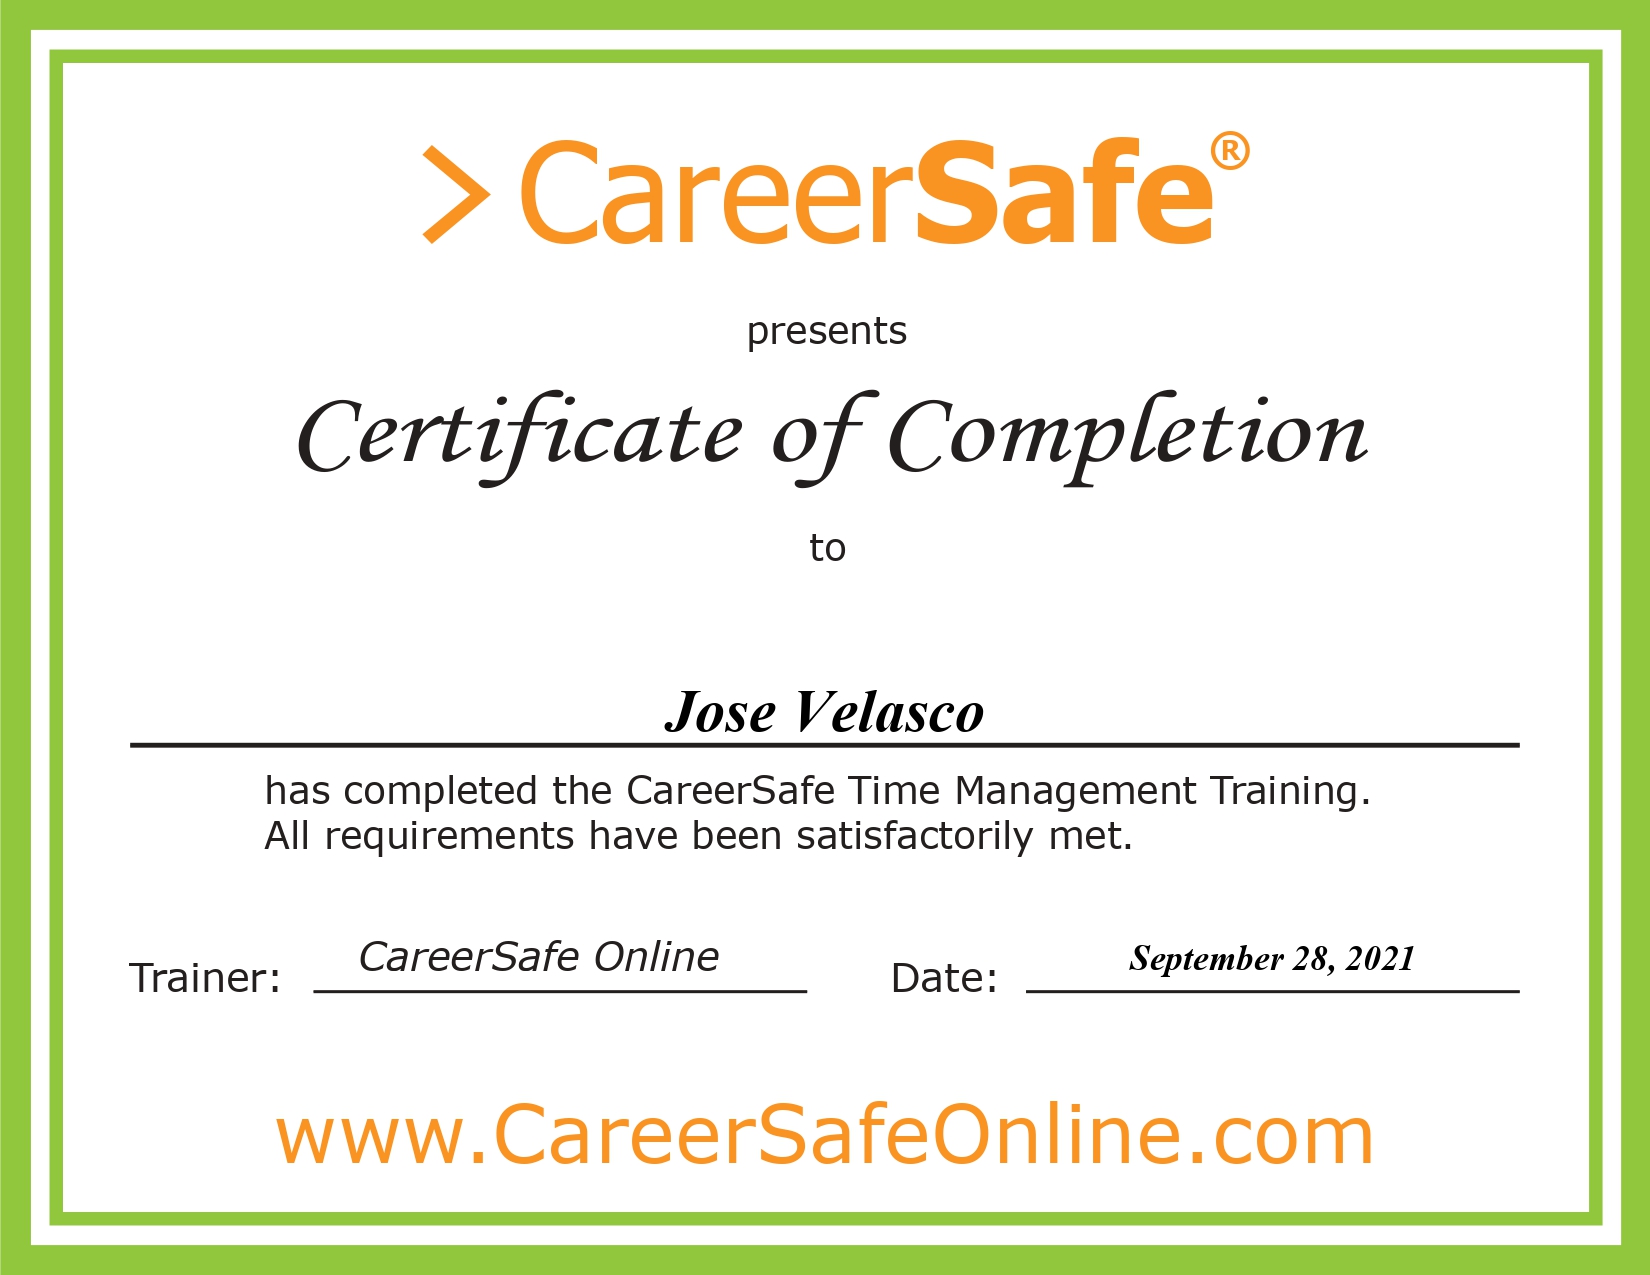 > CareerSafe®
presents
Certificate of Completion
to
Jose Velasco
has completed the CareerSafe Time Management Training.
All requirements have been satisfactorily met.
Trainer: CareerSafe Online Date: September 28, 2021
www.CareerSafeOnline.com